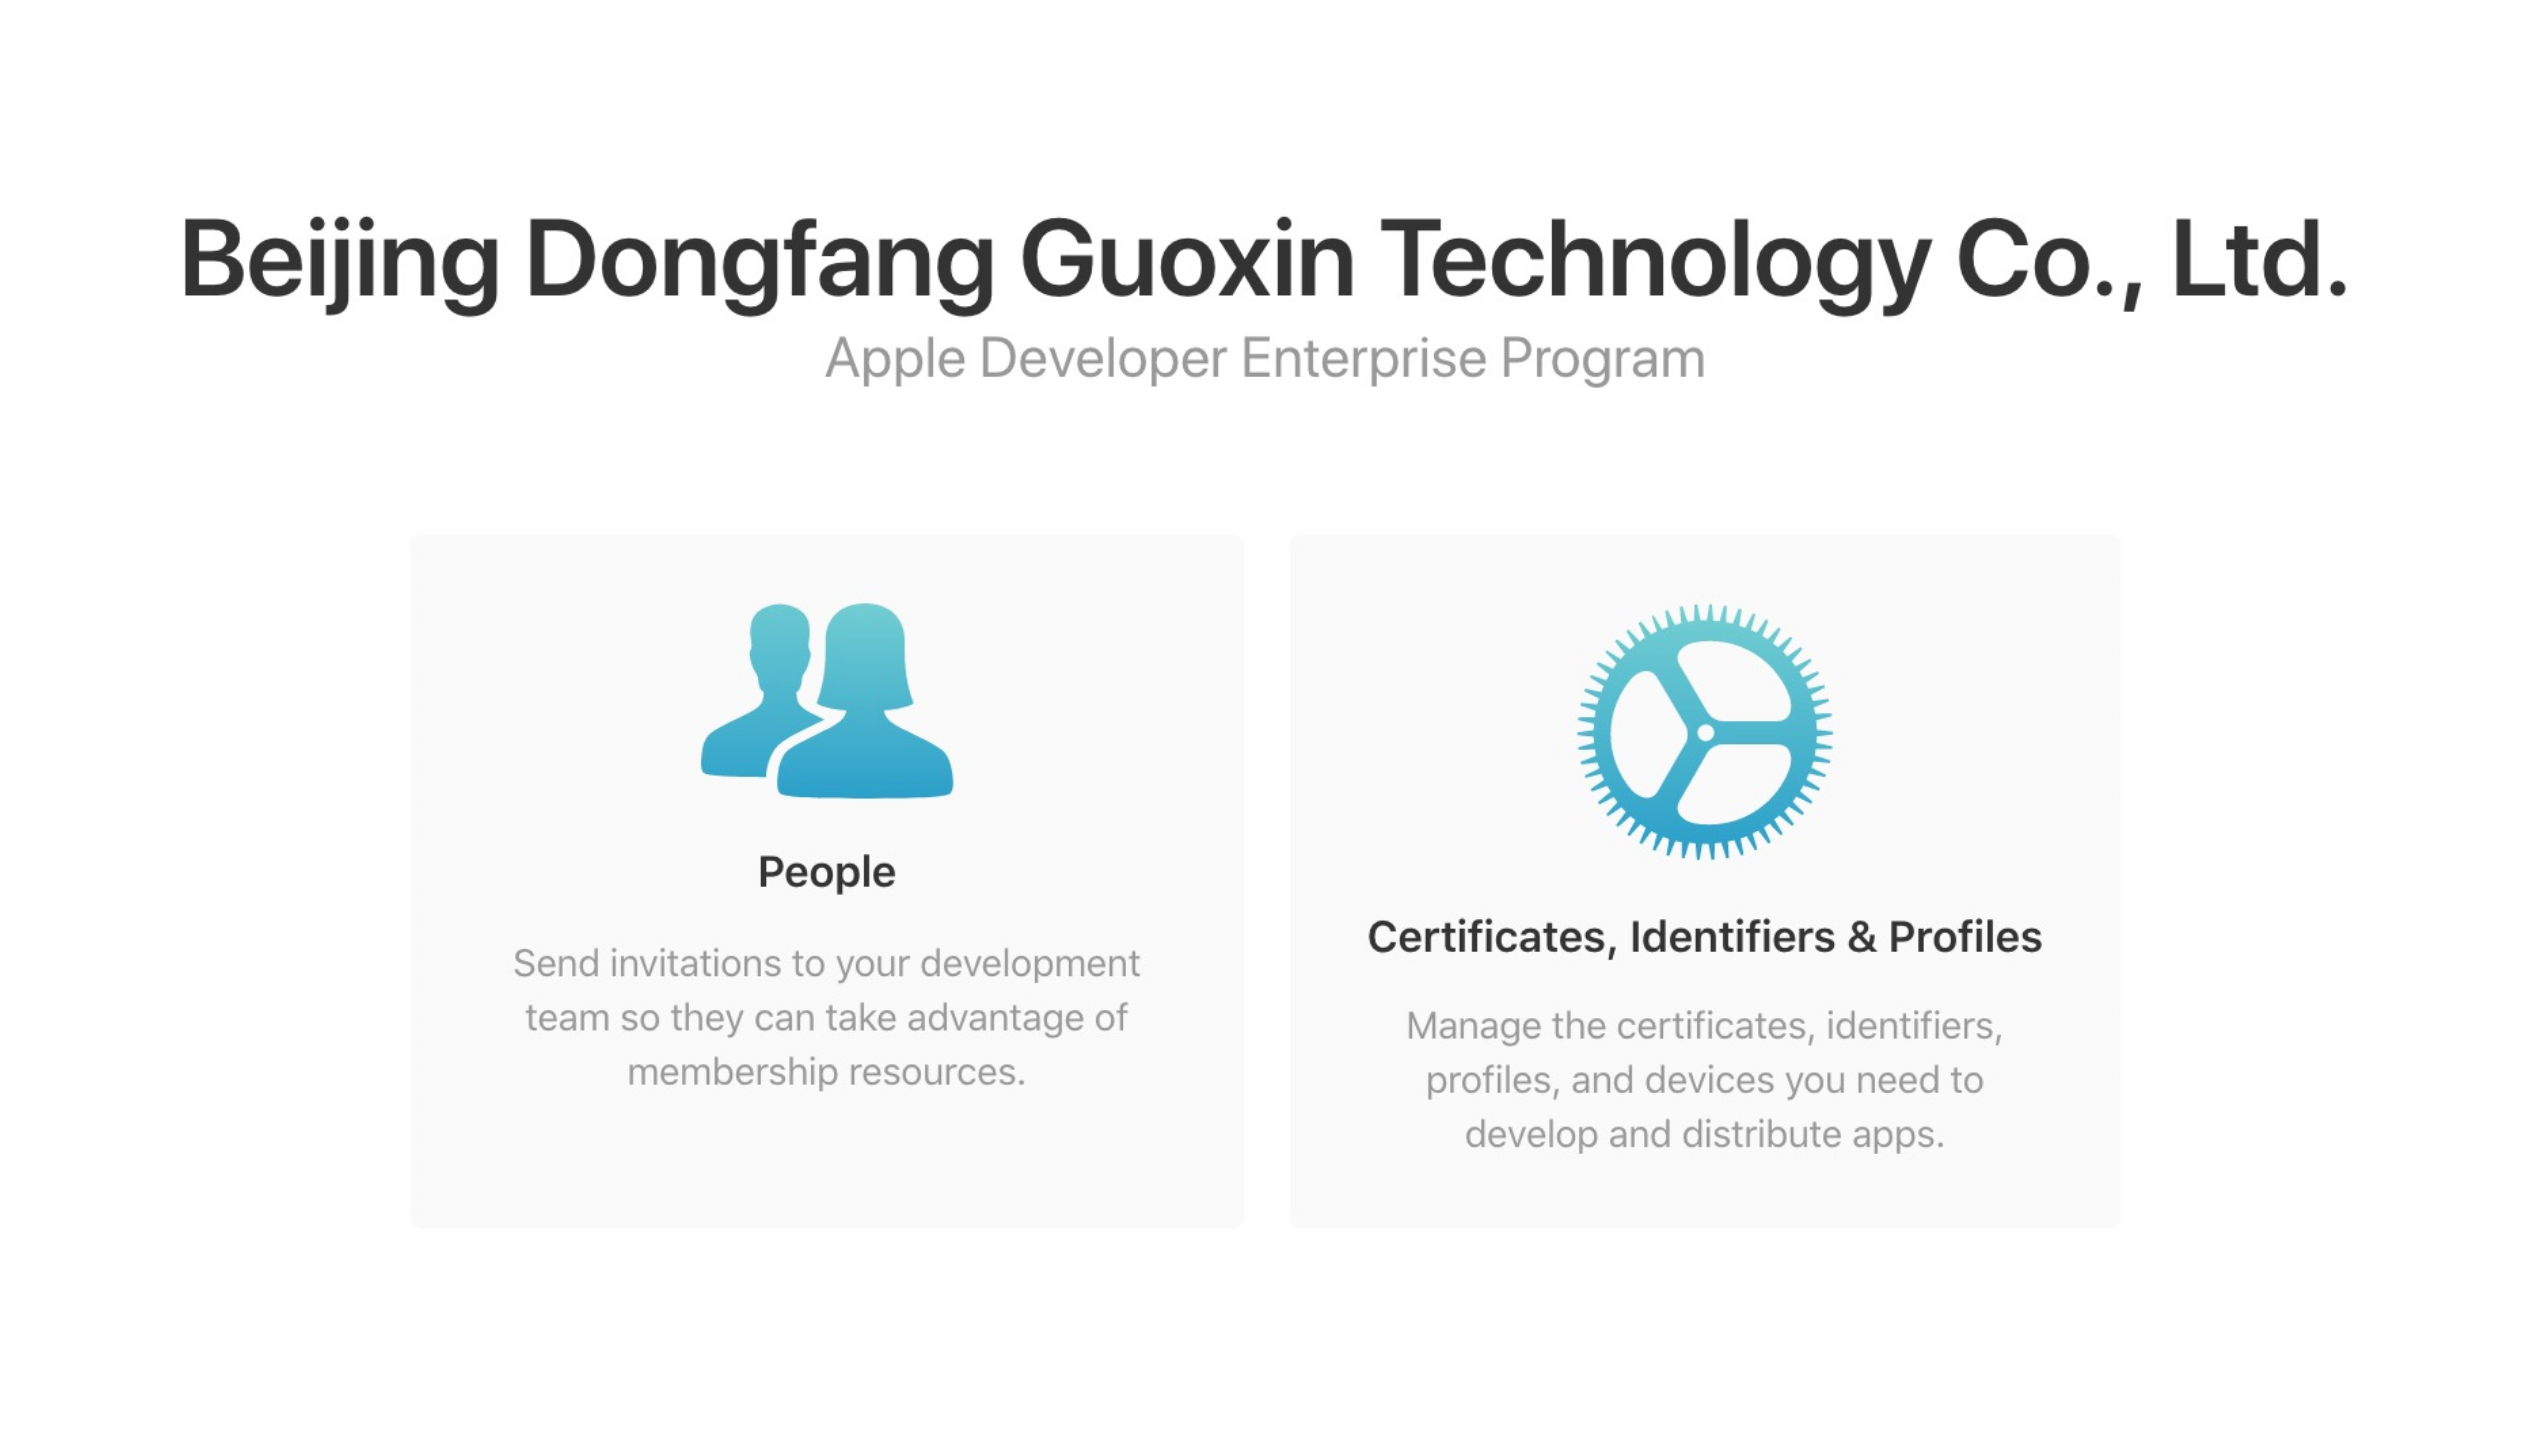 Beijing Dongfang Guoxin Technology Co., Ltd.
Apple Developer Enterprise Program
People
Send invitations to your development
team so they can take advantage of
membership resources.
Certificates, Identifiers & Profiles
Manage the certificates, identifiers,
profiles, and devices you need to
develop and distribute apps.